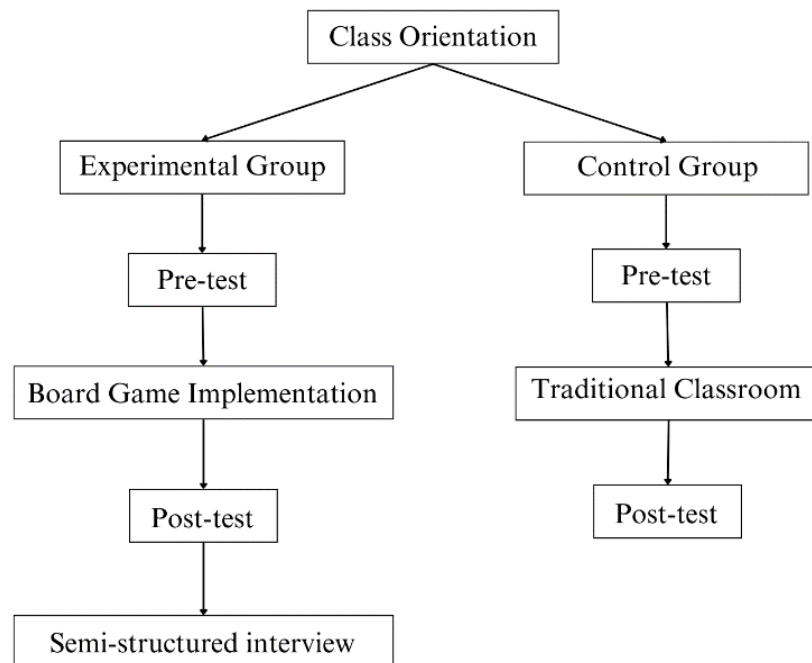 Class Orientation
Experimental Group
Control Group
Pre-test
Pre-test
Board Game Implementation
Traditional Classroom
Post-test
Post-test
Semi-structured interview